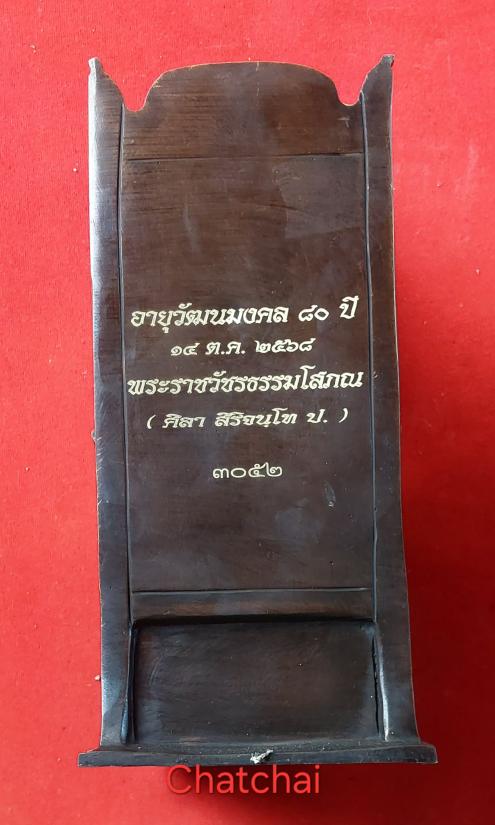 อายุวัฒนมงคล ๘๐ ปี
๑๔ ต.ค. ๒๕๖๘
พระราชวัชรธรรมโสภณ
( ศิลา สิริจนฺโท ป. )
๓๐๕๒
Chatchai